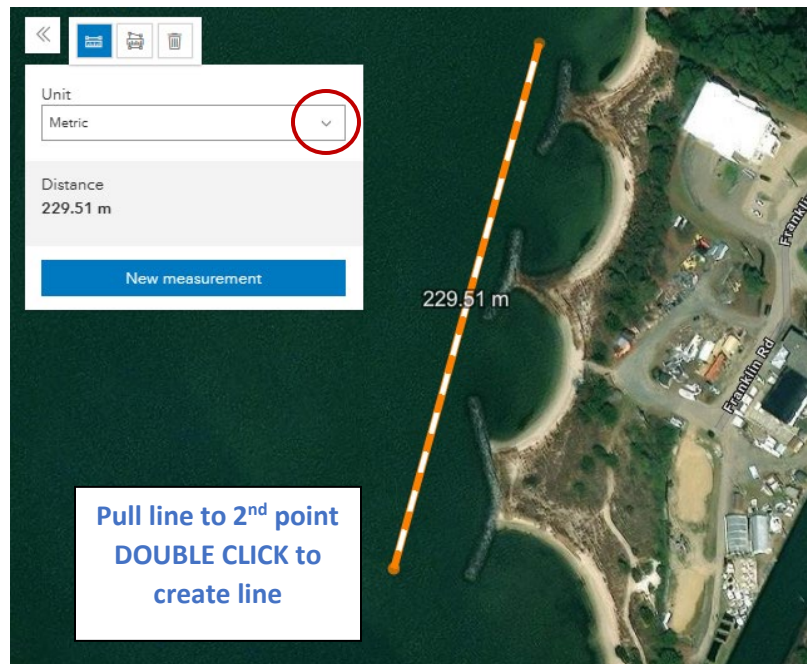 Unit
Metric
Distance
229.51 m
New measurement
229.51 m
Franklin
Franklin Rd
Pull line to 2nd point
DOUBLE CLICK to
create line